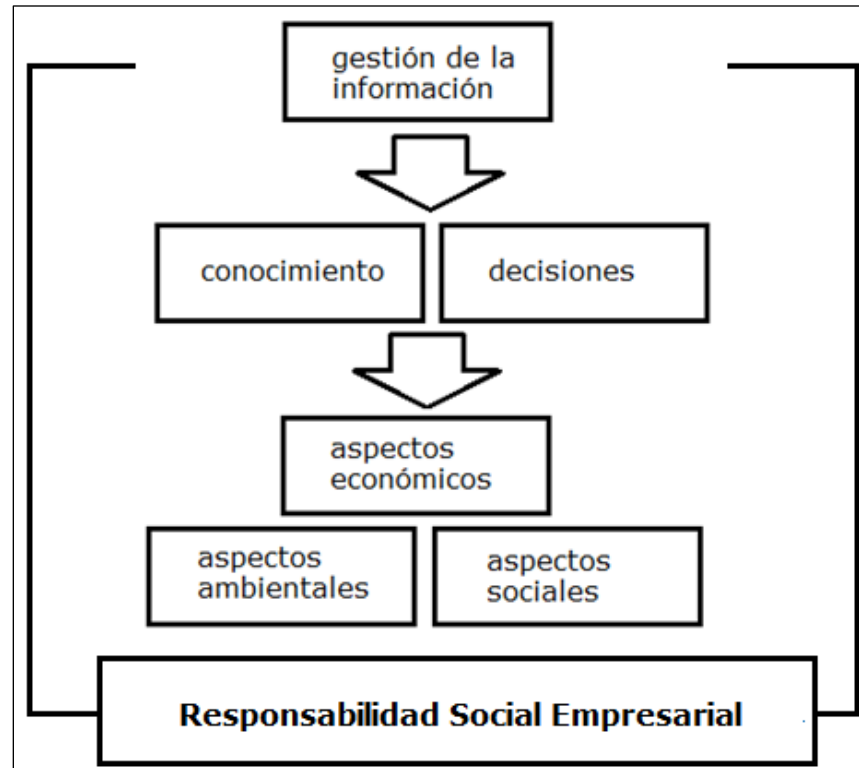 gestión de la
información
conocimiento
decisiones
aspectos
económicos
aspectos
ambientales
aspectos
sociales
Responsabilidad Social Empresarial